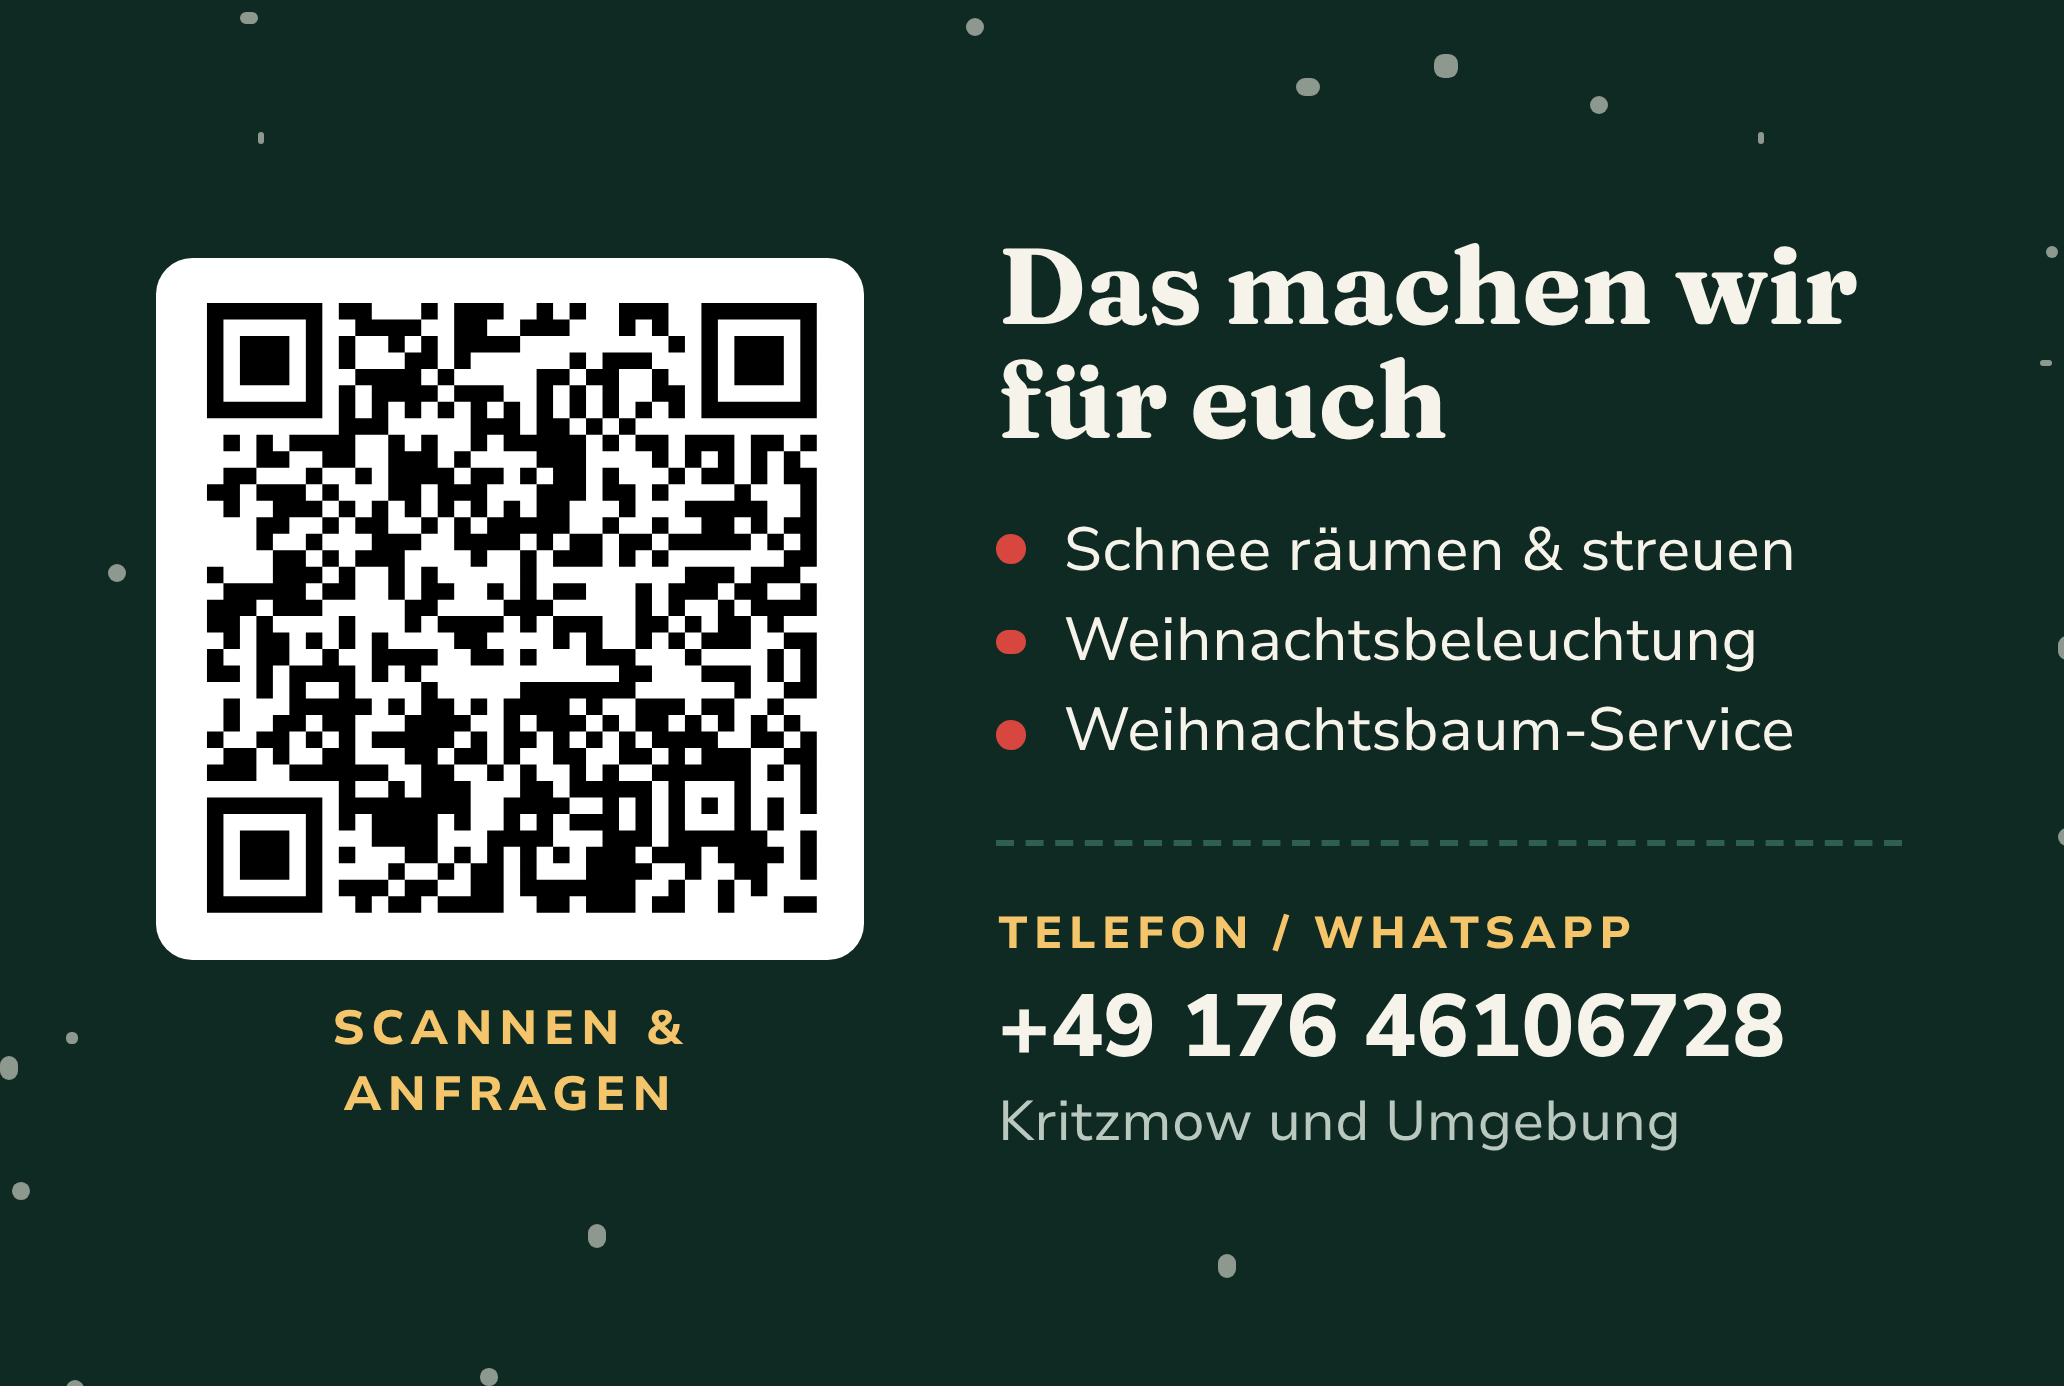 Das machen wir
für euch
Schnee räumen & streuen
Weihnachtsbeleuchtung
Weihnachtsbaum-Service
TELEFON / WHATSAPP
+49 176 46106728
Kritzmow und Umgebung
SCANNEN &
ANFRAGEN